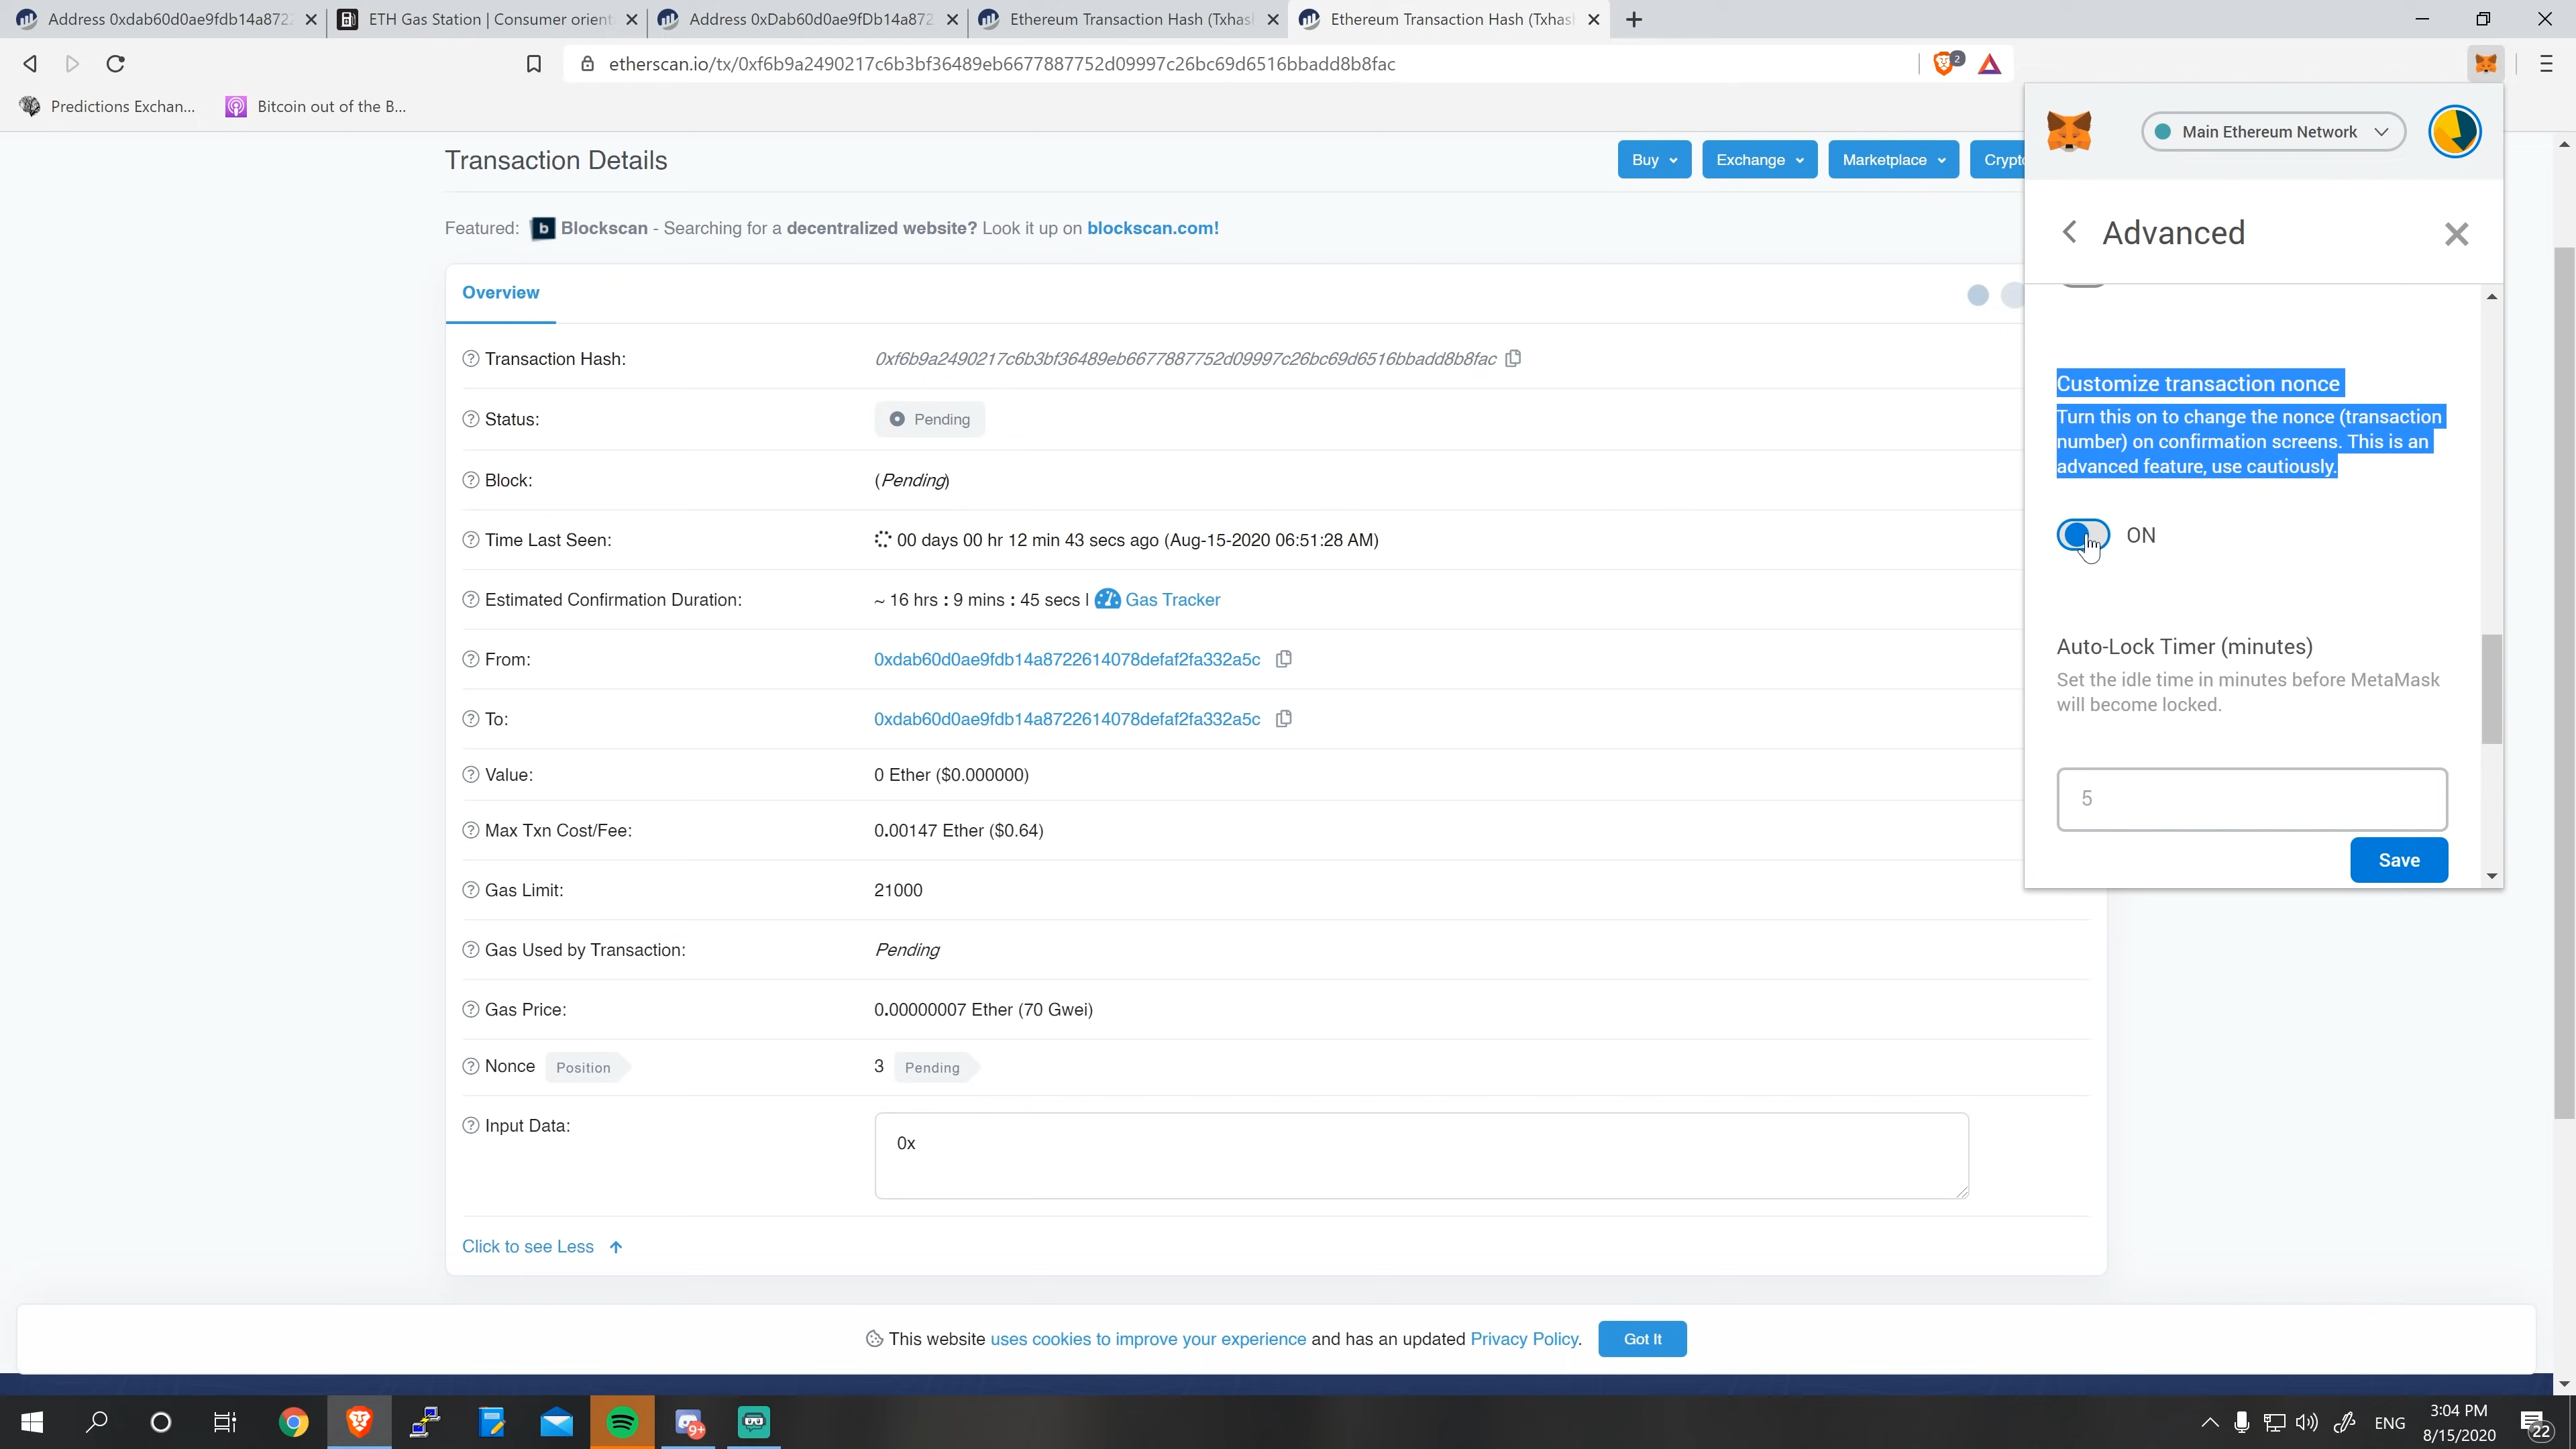 Address 0xdab60d0ae9fdb14a8722
ETH Gas Station | Consumer orient
Address 0xDab60d0ae9fDb14a872
Ethereum Transaction Hash (Txhas
Ethereum Transaction Hash (Txhas
etherscan.io/tx/0xf6b9a2490217c6b3bf36489eb6677887752d09997c26bc69d6516bbadd8b8fac
2
Predictions Exchan...
Bitcoin out of the B...
Transaction Details
Buy
Exchange
Marketplace
Crypto
Featured: Blockscan - Searching for a decentralized website? Look it up on blockscan.com!
Overview
Transaction Hash: 0xf6b9a2490217c6b3bf36489eb6677887752d09997c26bc69d6516bbadd8b8fac
Status: Pending
Block: (Pending)
Time Last Seen: 00 days 00 hr 12 min 43 secs ago (Aug-15-2020 06:51:28 AM)
Estimated Confirmation Duration: ~ 16 hrs : 9 mins : 45 secs | Gas Tracker
From: 0xdab60d0ae9fdb14a8722614078defaf2fa332a5c
To: 0xdab60d0ae9fdb14a8722614078defaf2fa332a5c
Value: 0 Ether ($0.000000)
Max Txn Cost/Fee: 0.00147 Ether ($0.64)
Gas Limit: 21000
Gas Used by Transaction: Pending
Gas Price: 0.00000007 Ether (70 Gwei)
Nonce Position 3 Pending
Input Data: 0x
Click to see Less
Main Ethereum Network
Advanced
Customize transaction nonce
Turn this on to change the nonce (transaction
number) on confirmation screens. This is an
advanced feature, use cautiously.
ON
Auto-Lock Timer (minutes)
Set the idle time in minutes before MetaMask
will become locked.
5
Save
This website uses cookies to improve your experience and has an updated Privacy Policy. Got It
9+
ENG
3:04 PM
8/15/2020
22